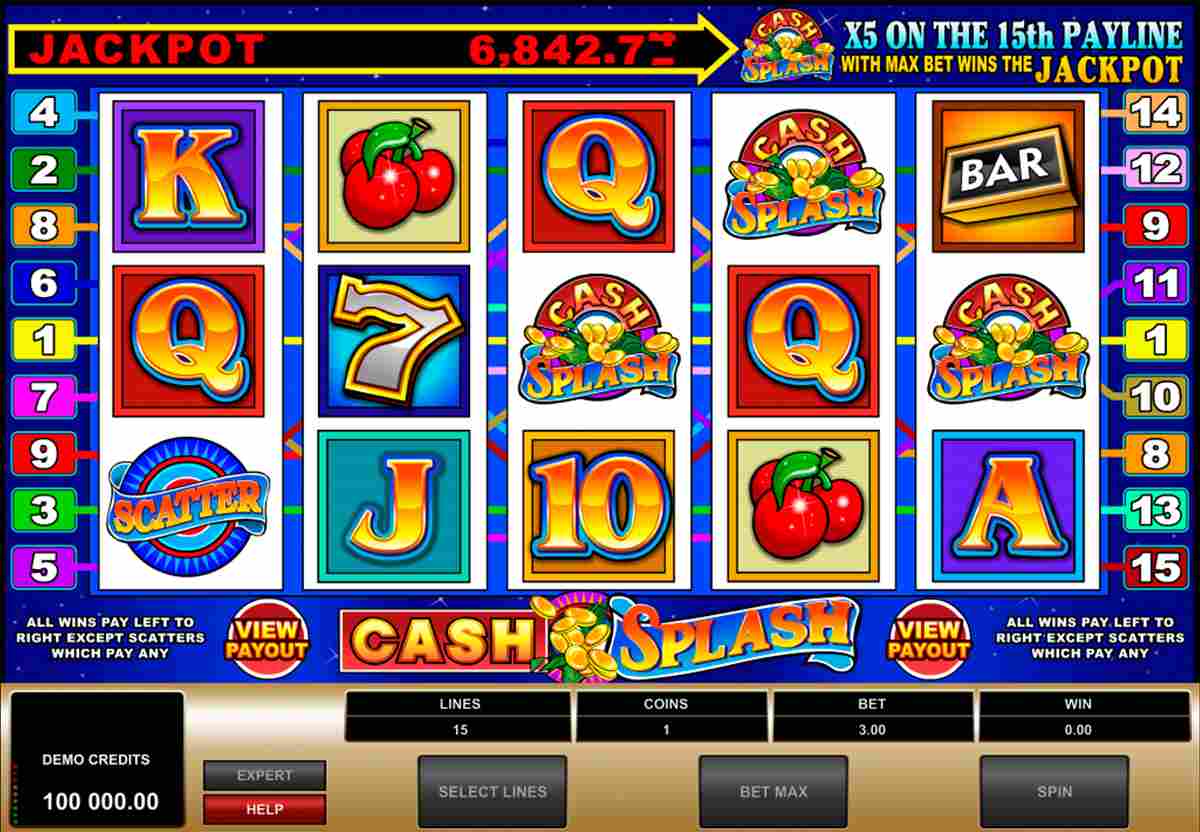 JACKPOT 6,842.7
CASH SPLASH
X5 ON THE 15th PAYLINE
WITH MAX BET WINS THE JACKPOT
4 K Q CASH SPLASH BAR 14
2 12
8 9
6 11
1 Q 7 CASH SPLASH Q CASH SPLASH 1
7 10
9 8
3 SCATTER J 10 A 13
5 15
ALL WINS PAY LEFT TO
RIGHT EXCEPT SCATTERS
WHICH PAY ANY
VIEW
PAYOUT
CASH SPLASH
VIEW
PAYOUT
ALL WINS PAY LEFT TO
RIGHT EXCEPT SCATTERS
WHICH PAY ANY
LINES COINS BET WIN
15 1 3.00 0.00
DEMO CREDITS
100 000.00
EXPERT
HELP
SELECT LINES
BET MAX
SPIN